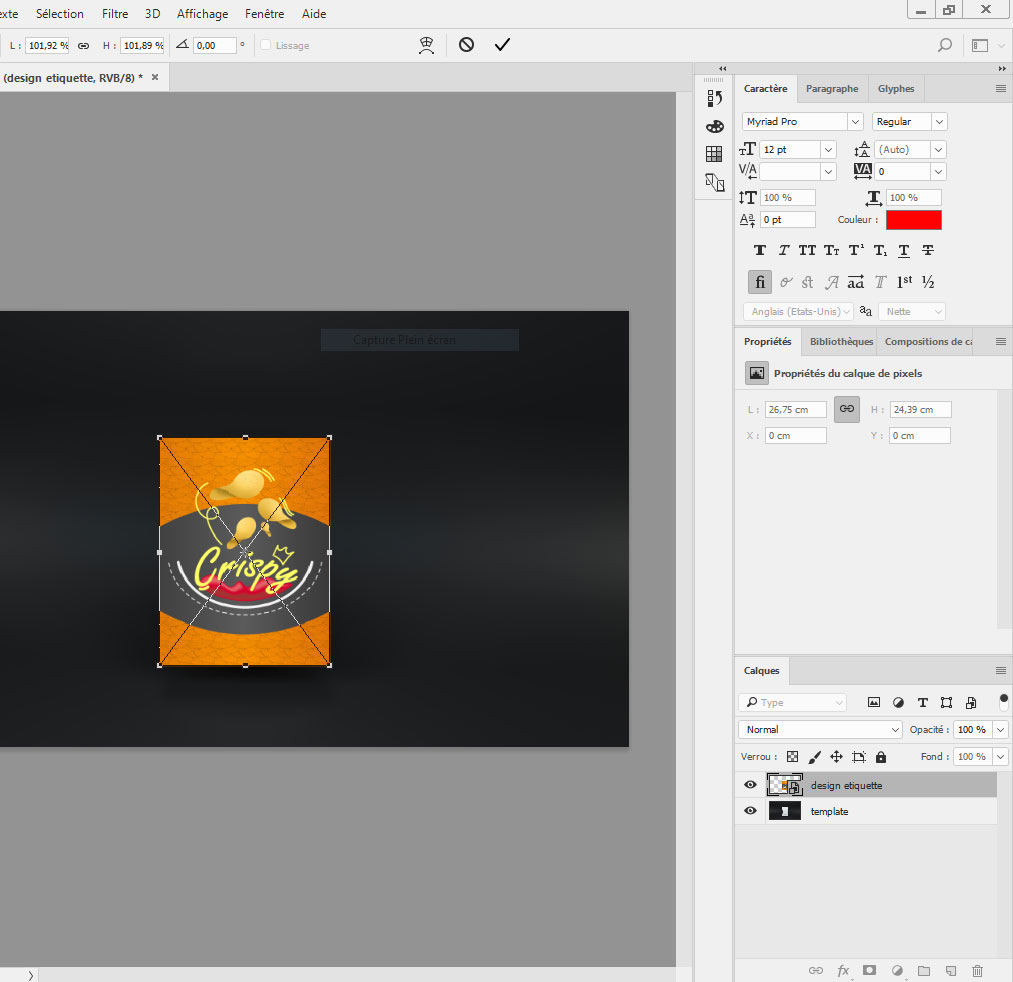 exte Sélection Filtre 3D Affichage Fenêtre Aide
L : 101,92 % H : 101,89 % 0,00 ° Lissage
(design etiquette, RVB/8) * ×
Caractère Paragraphe Glyphes
Myriad Pro Regular
12 pt (Auto)
0
100 % 100 %
0 pt Couleur :
T T TT TT T¹ T₁ T T
fi st A aa T 1st ½
Anglais (Etats-Unis) aa Nette
Capture Plein écran
Propriétés Bibliothèques Compositions de ca
Propriétés du calque de pixels
L : 26,75 cm H : 24,39 cm
X : 0 cm Y : 0 cm
Crispy
Calques
Type
Normal Opacité : 100 %
Verrou : Fond : 100 %
design etiquette
template
fx